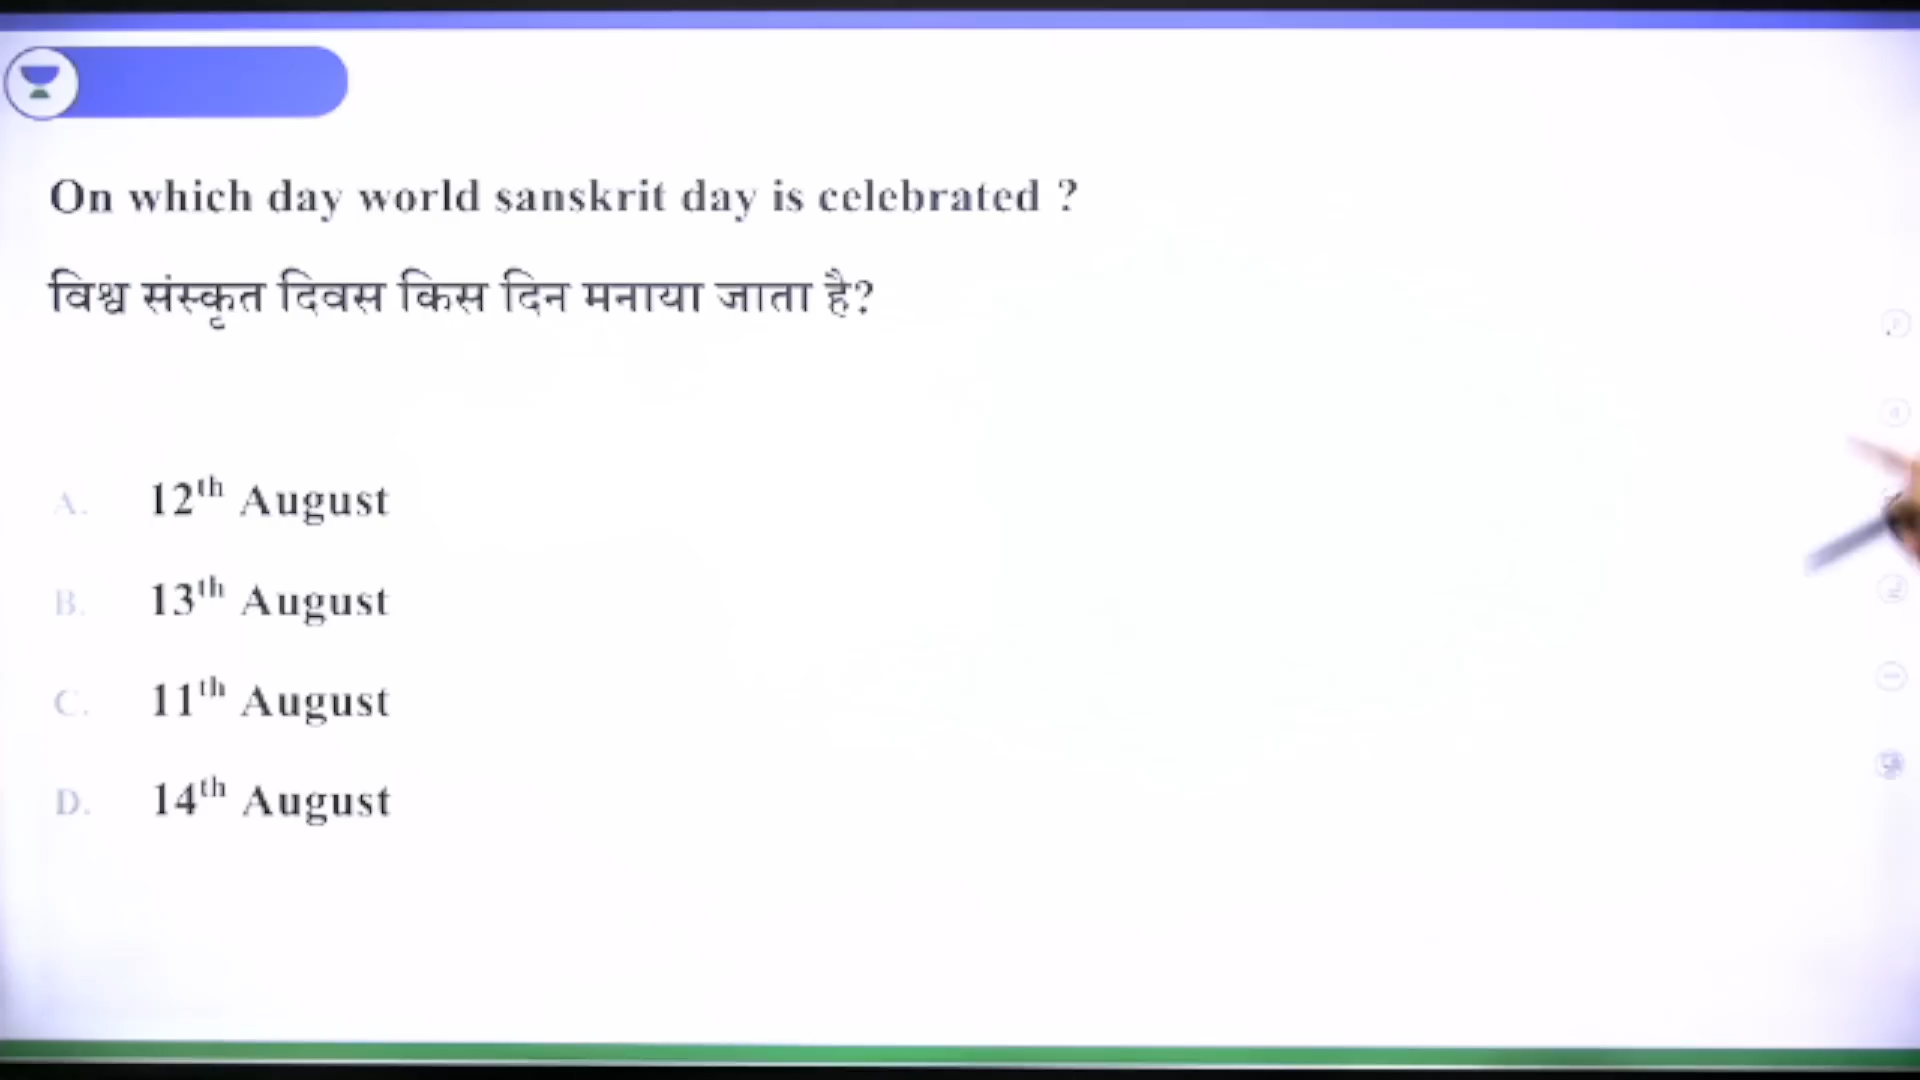 On which day world sanskrit day is celebrated ?
विश्व संस्कृत दिवस किस दिन मनाया जाता है?
A. 12th August
B. 13th August
C. 11th August
D. 14th August